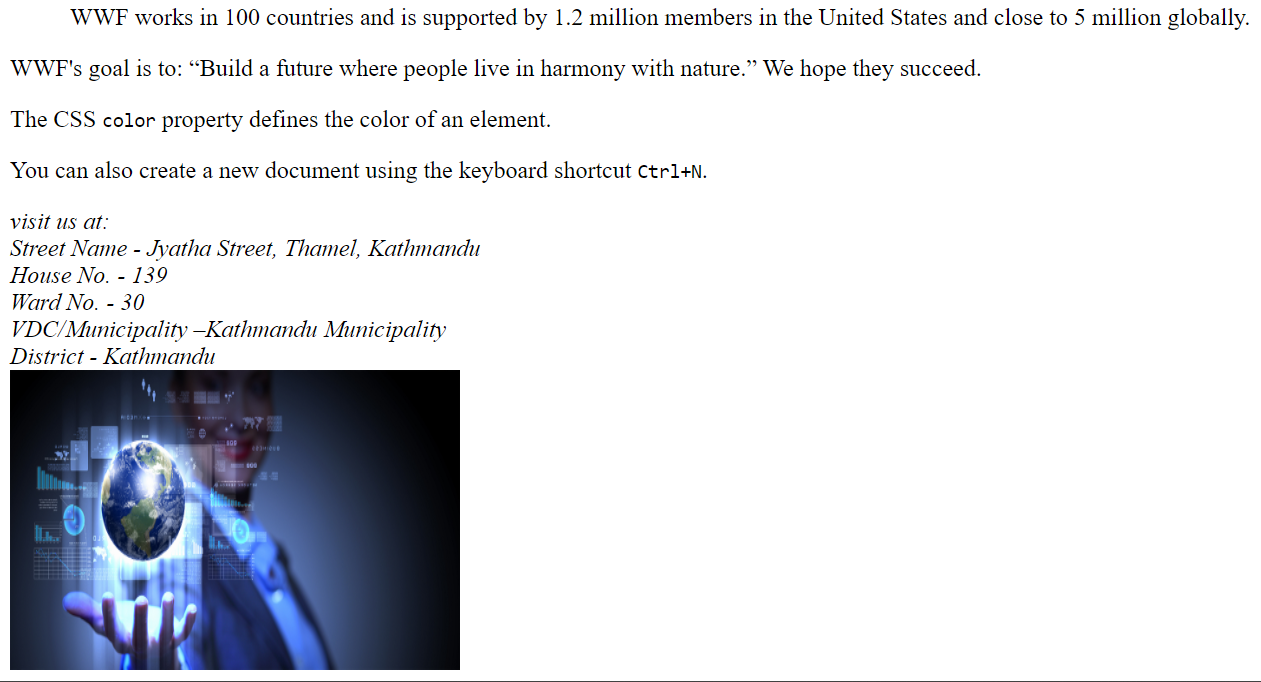 WWF works in 100 countries and is supported by 1.2 million members in the United States and close to 5 million globally.
WWF's goal is to: “Build a future where people live in harmony with nature.” We hope they succeed.
The CSS color property defines the color of an element.
You can also create a new document using the keyboard shortcut Ctrl+N.
visit us at:
Street Name - Jyatha Street, Thamel, Kathmandu
House No. - 139
Ward No. - 30
VDC/Municipality –Kathmandu Municipality
District - Kathmandu